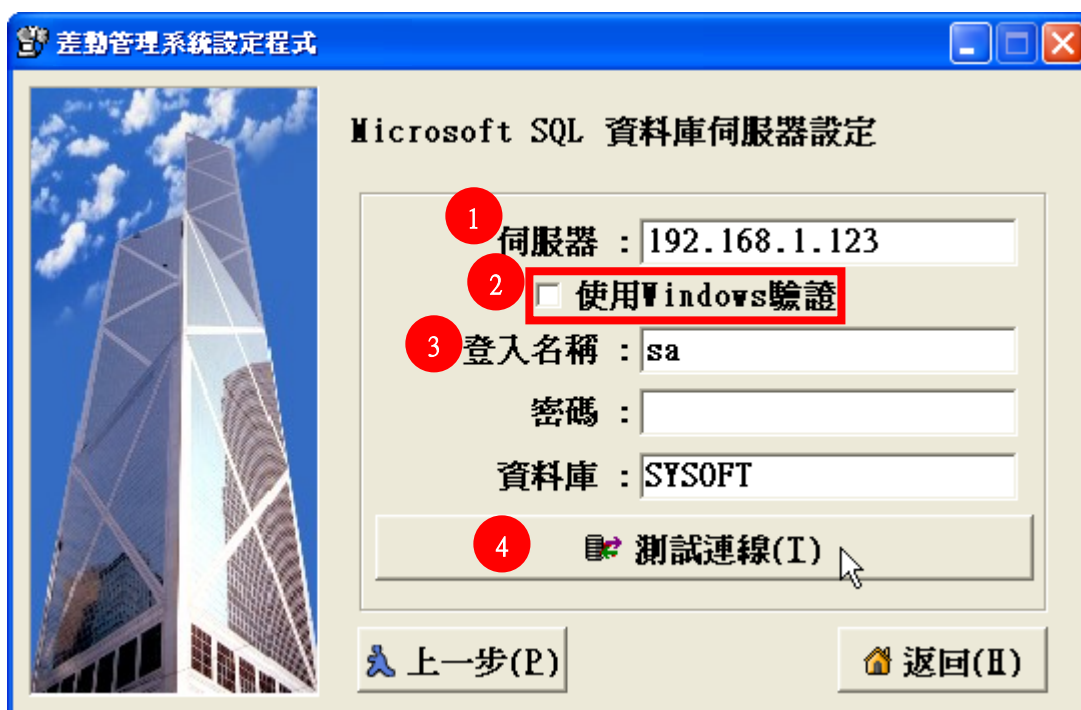 差勤管理系統設定程式
Microsoft SQL 資料庫伺服器設定
1 伺服器 : 192.168.1.123
2 使用Windows驗證
3 登入名稱 : sa
密碼 :
資料庫 : SYSOFT
4 測試連線(T)
上一步(P) 返回(H)